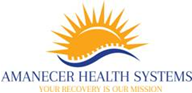 AMANECER HEALTH SYSTEMS
YOUR RECOVERY IS OUR MISSION